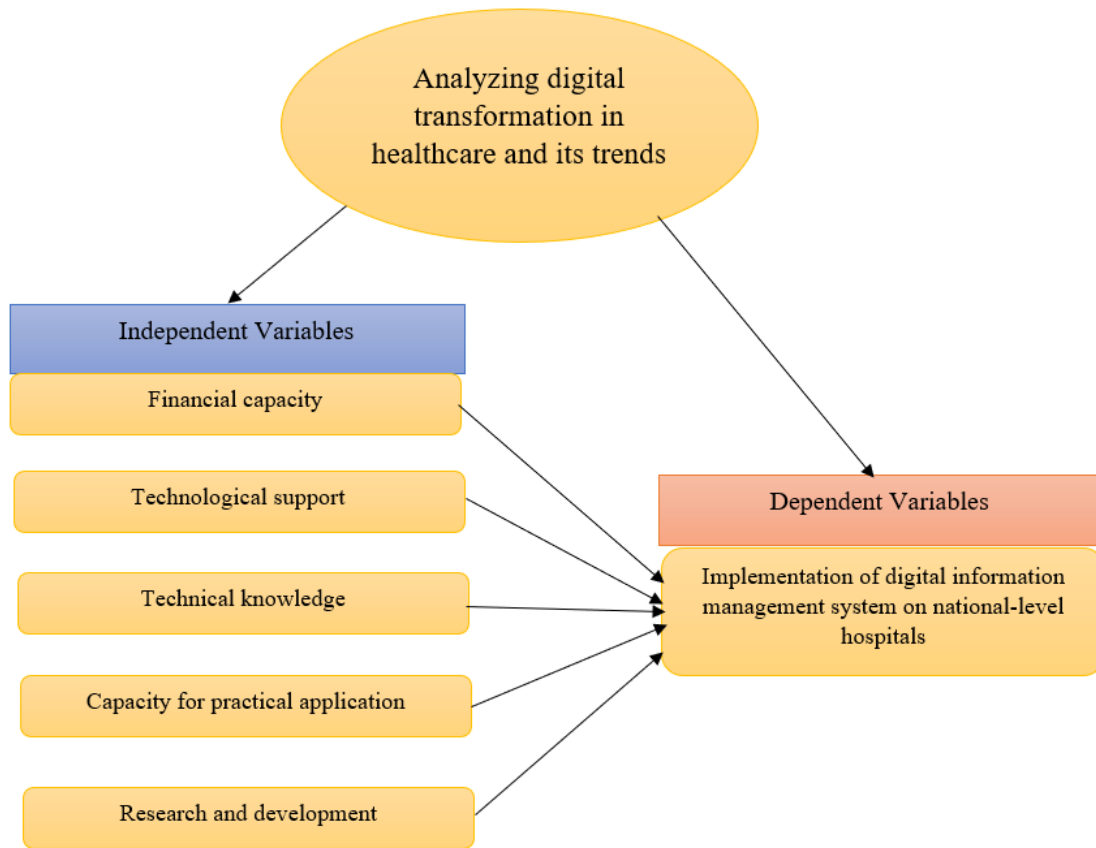 Analyzing digital
transformation in
healthcare and its trends
Independent Variables
Financial capacity
Technological support
Technical knowledge
Capacity for practical application
Research and development
Dependent Variables
Implementation of digital information
management system on national-level
hospitals